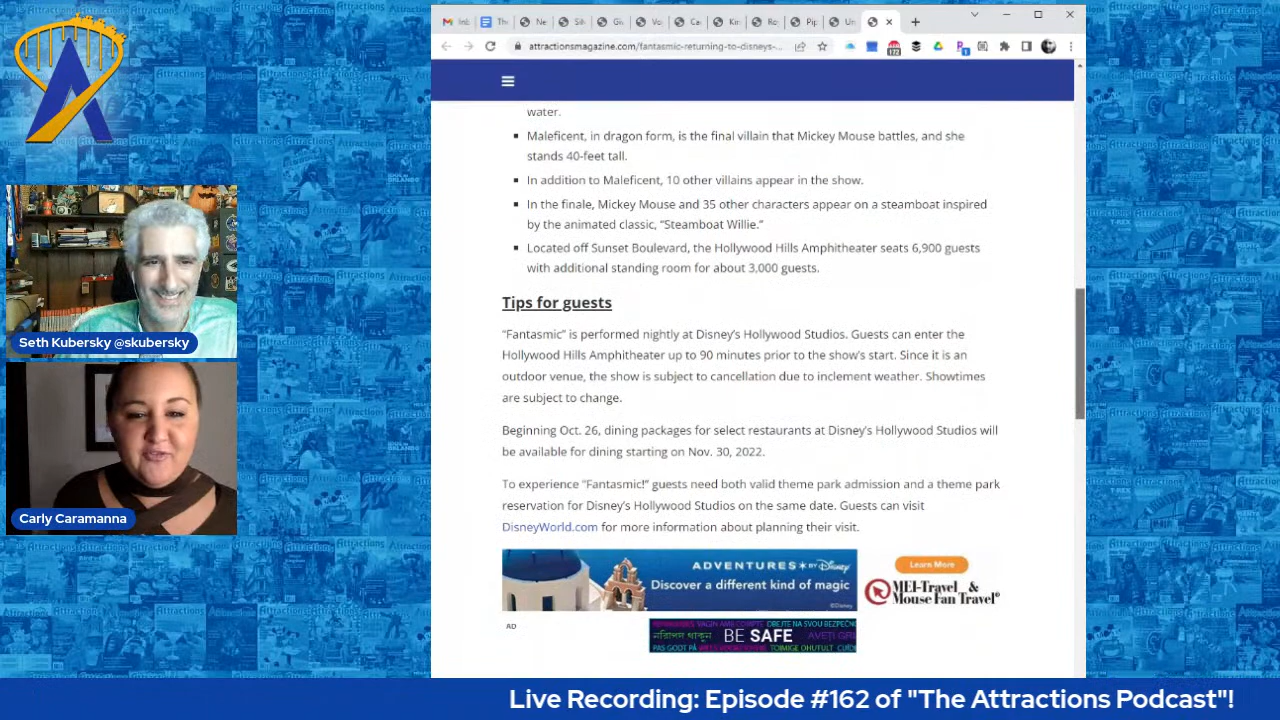 attractionsmagazine.com/fantasmic-returning-to-disneys-...
172
water.
Maleficent, in dragon form, is the final villain that Mickey Mouse battles, and she
stands 40-feet tall.
In addition to Maleficent, 10 other villains appear in the show.
In the finale, Mickey Mouse and 35 other characters appear on a steamboat inspired
by the animated classic, “Steamboat Willie.”
Located off Sunset Boulevard, the Hollywood Hills Amphitheater seats 6,900 guests
with additional standing room for about 3,000 guests.
Tips for guests
“Fantasmic” is performed nightly at Disney’s Hollywood Studios. Guests can enter the
Hollywood Hills Amphitheater up to 90 minutes prior to the show’s start. Since it is an
outdoor venue, the show is subject to cancellation due to inclement weather. Showtimes
are subject to change.
Beginning Oct. 26, dining packages for select restaurants at Disney’s Hollywood Studios will
be available for dining starting on Nov. 30, 2022.
To experience “Fantasmic!” guests need both valid theme park admission and a theme park
reservation for Disney’s Hollywood Studios on the same date. Guests can visit
DisneyWorld.com for more information about planning their visit.
ADVENTURES BY Disney
Discover a different kind of magic
©Disney
Learn More
MEI-Travel &
Mouse Fan Travel®
AD
BE SAFE
Seth Kubersky @skubersky
Carly Caramanna
Live Recording: Episode #162 of "The Attractions Podcast"!